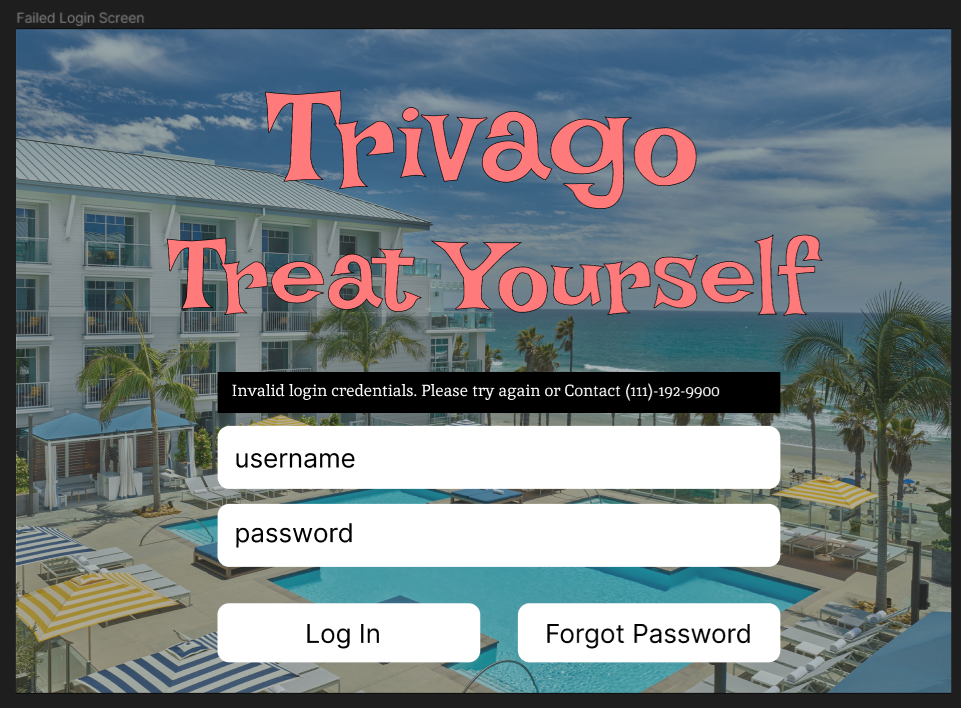 Failed Login Screen
Trivago
Treat Yourself
Invalid login credentials. Please try again or Contact (111)-192-9900
username
password
Log In
Forgot Password